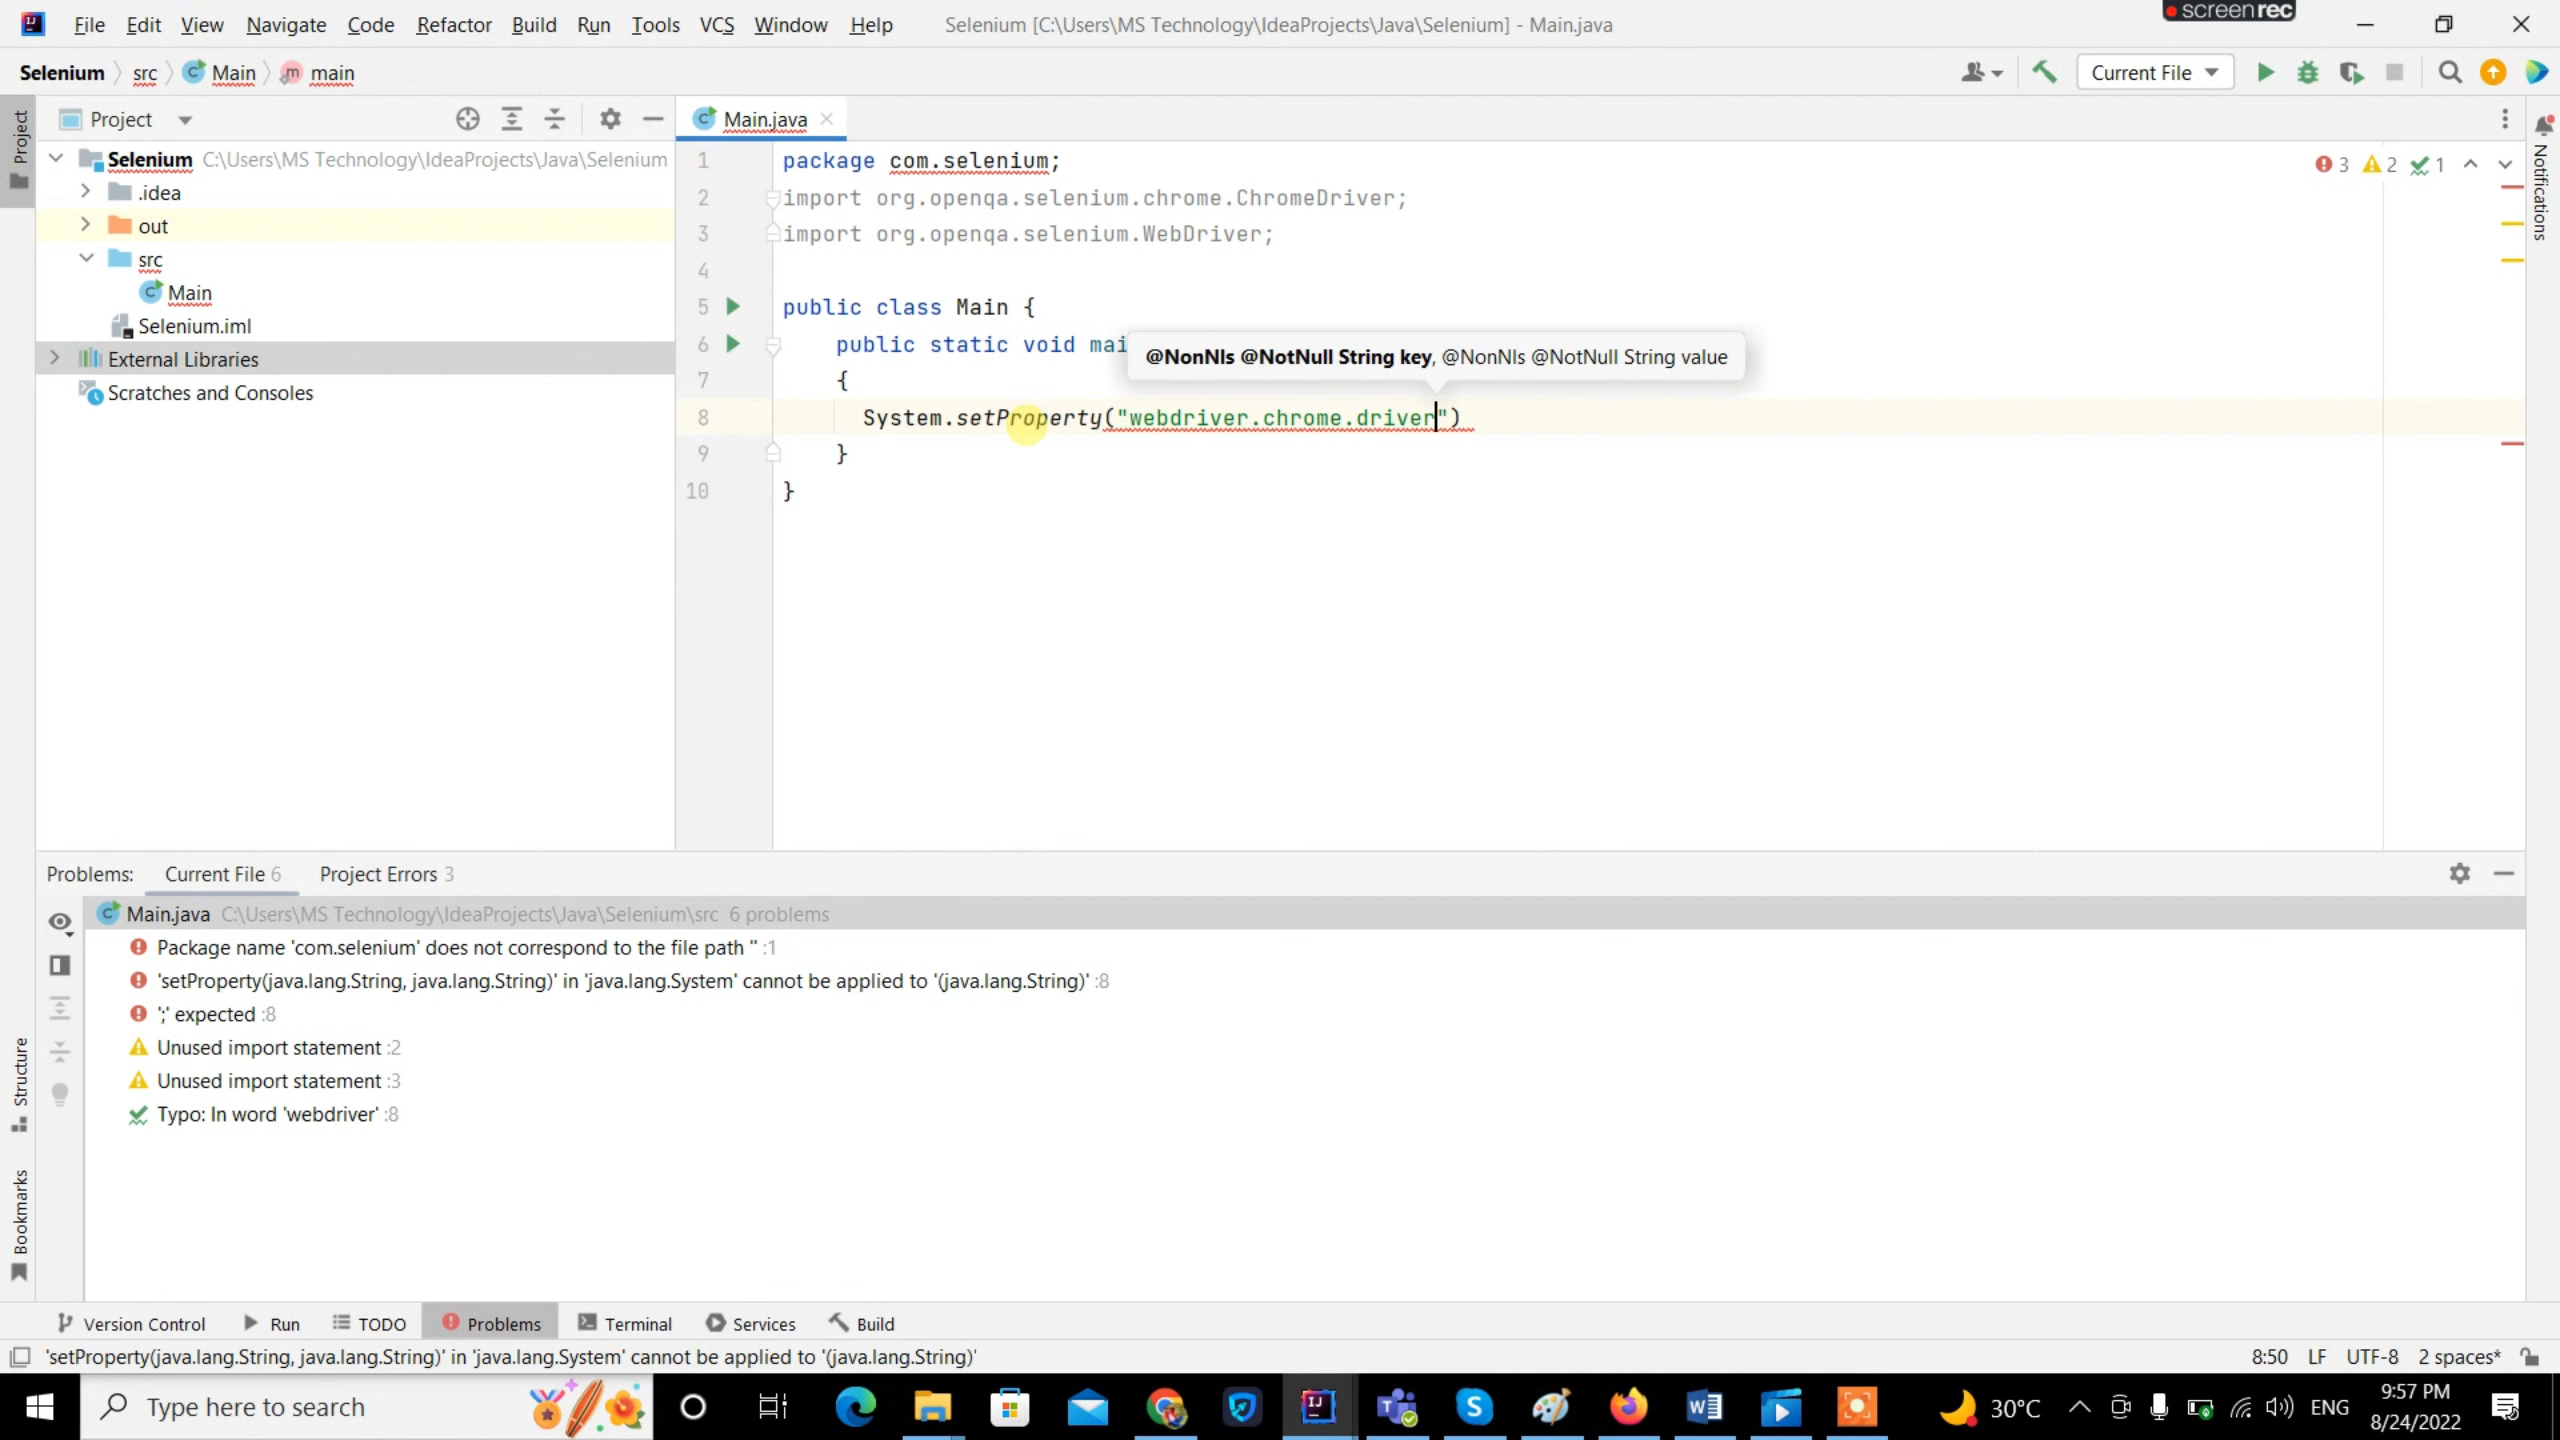 File Edit View Navigate Code Refactor Build Run Tools VCS Window Help Selenium [C:\Users\MS Technology\IdeaProjects\Java\Selenium] - Main.java
screenrec
Selenium src Main main
Current File
Project
Main.java
Project
Selenium C:\Users\MS Technology\IdeaProjects\Java\Selenium
.idea
out
src
Main
Selenium.iml
External Libraries
Scratches and Consoles
1 package com.selenium;
2 import org.openqa.selenium.chrome.ChromeDriver;
3 import org.openqa.selenium.WebDriver;
4
5 public class Main {
6 public static void mai
@NonNls @NotNull String key, @NonNls @NotNull String value
7 {
8 System.setProperty("webdriver.chrome.driver")
9 }
10 }
3 2 1
Notifications
Problems: Current File 6 Project Errors 3
Main.java C:\Users\MS Technology\IdeaProjects\Java\Selenium\src 6 problems
Package name 'com.selenium' does not correspond to the file path '' :1
'setProperty(java.lang.String, java.lang.String)' in 'java.lang.System' cannot be applied to '(java.lang.String)' :8
';' expected :8
Unused import statement :2
Unused import statement :3
Typo: In word 'webdriver' :8
Structure
Bookmarks
Version Control Run TODO Problems Terminal Services Build
'setProperty(java.lang.String, java.lang.String)' in 'java.lang.System' cannot be applied to '(java.lang.String)'
8:50 LF UTF-8 2 spaces*
Type here to search
30°C ENG
9:57 PM
8/24/2022